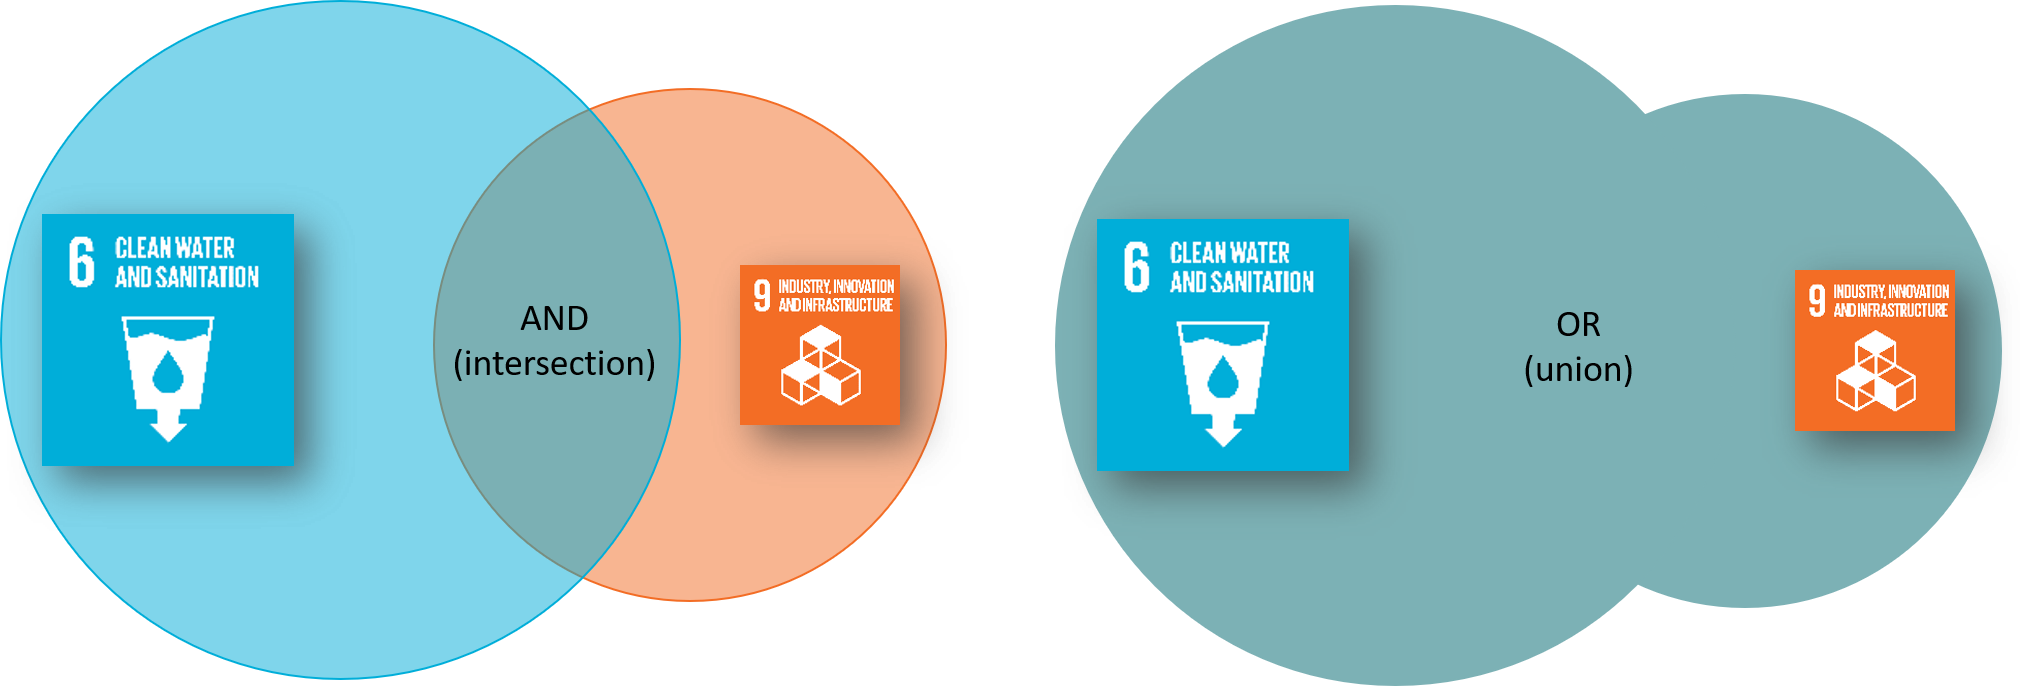 6 CLEAN WATER
AND SANITATION
AND
(intersection)
9 INDUSTRY, INNOVATION
AND INFRASTRUCTURE
6 CLEAN WATER
AND SANITATION
OR
(union)
9 INDUSTRY, INNOVATION
AND INFRASTRUCTURE